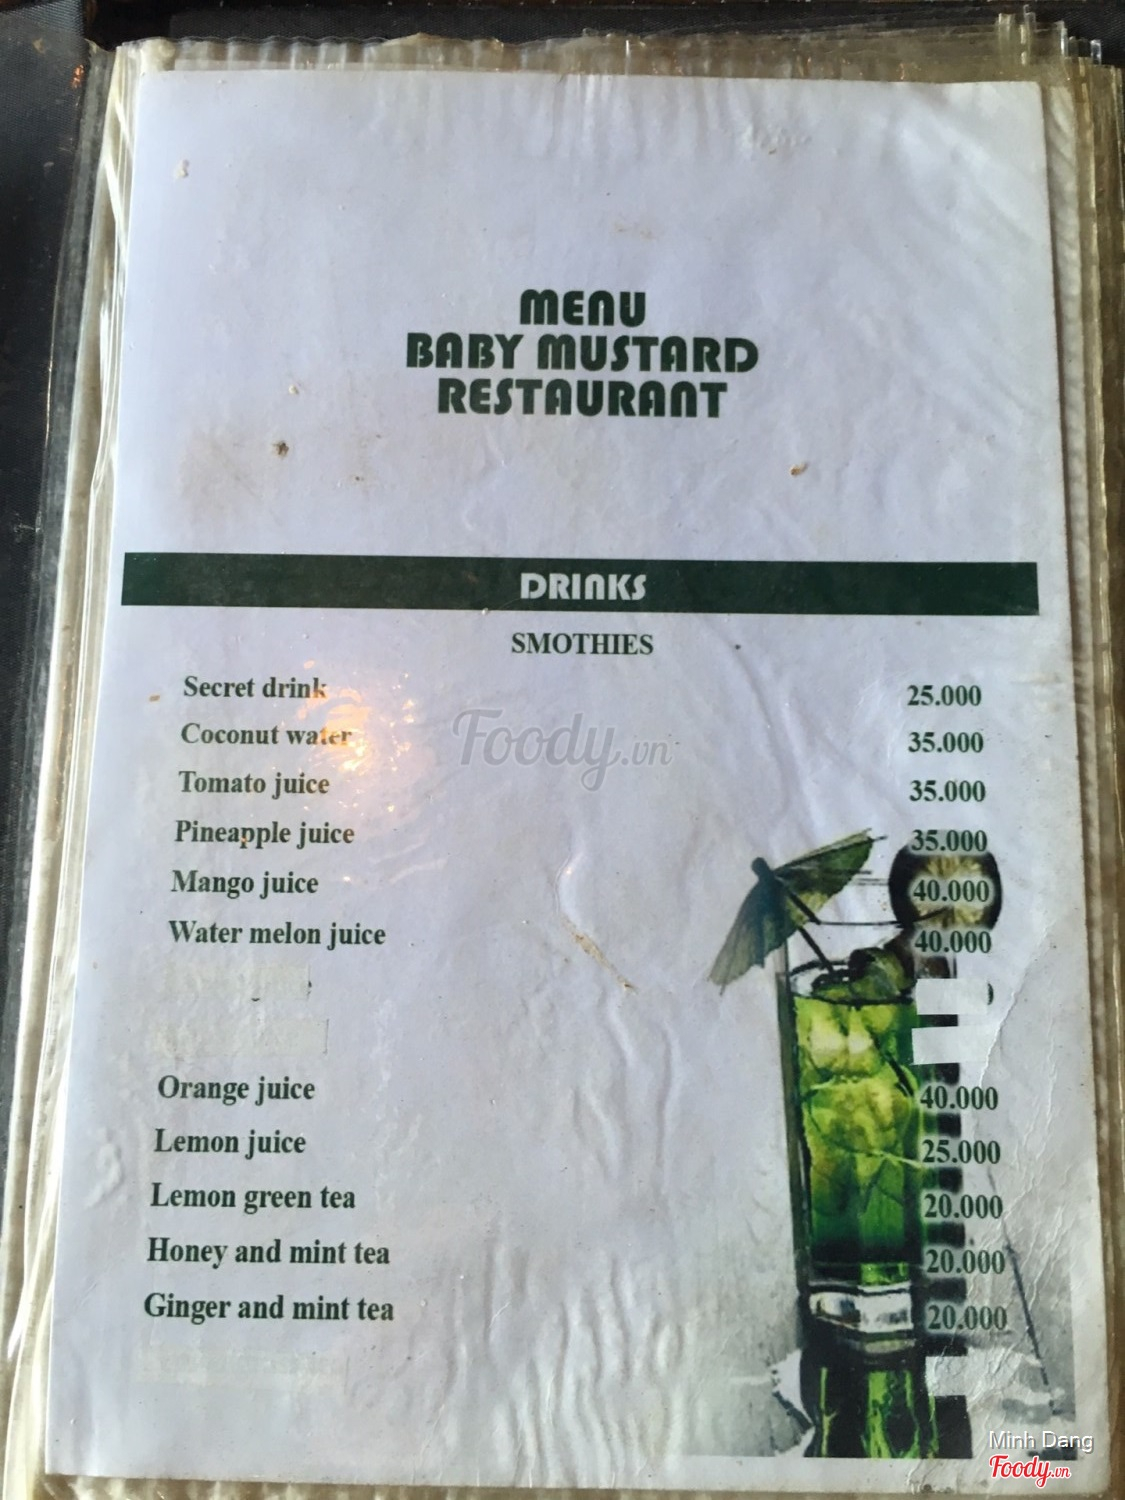 MENU
BABY MUSTARD
RESTAURANT
DRINKS
SMOTHIES
Secret drink 25.000
Coconut water 35.000
Foody.vn
Tomato juice 35.000
Pineapple juice 35.000
Mango juice 40.000
Water melon juice 40.000
Orange juice 40.000
Lemon juice 25.000
Lemon green tea 20.000
Honey and mint tea 20.000
Ginger and mint tea 20.000
Minh Dang
Foody.vn